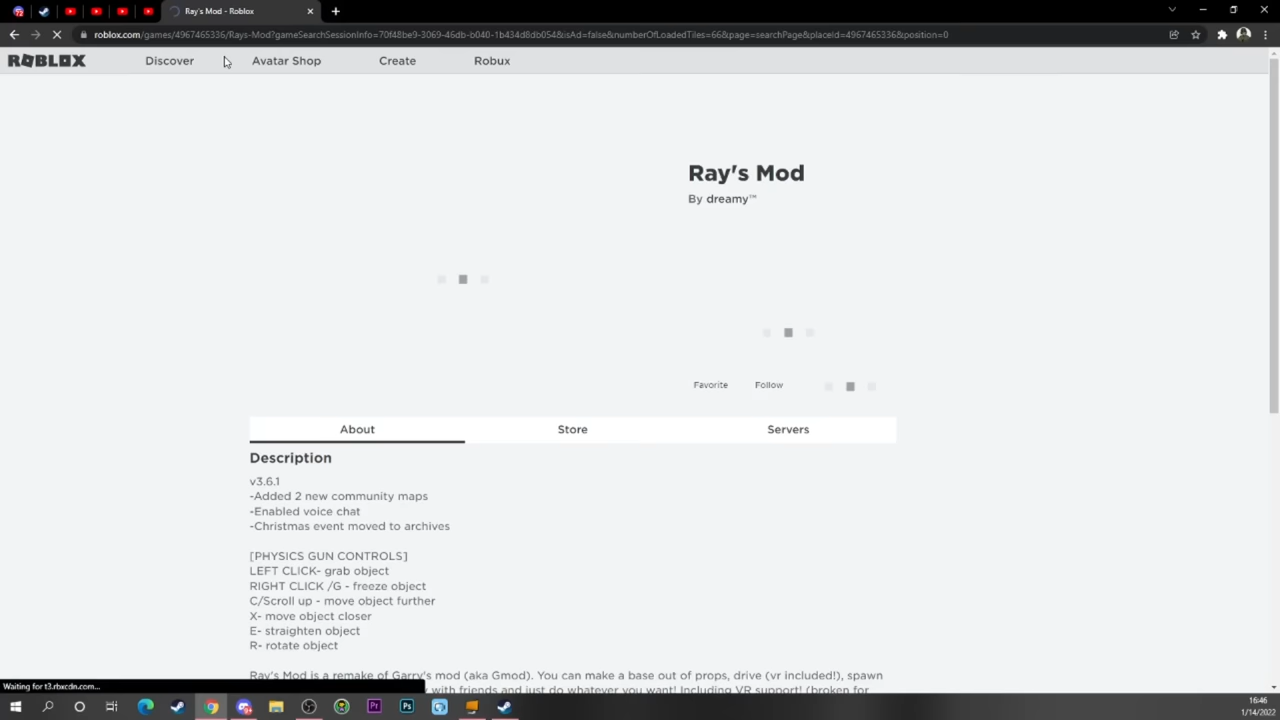 Ray's Mod - Roblox
roblox.com/games/4967465336/Rays-Mod?gameSearchSessionInfo=70f48be9-3069-46db-b040-1b434d8db054&isAd=false&numberOfLoadedTiles=66&page=searchPage&placeId=4967465336&position=0
ROBLOX Discover Avatar Shop Create Robux
Ray's Mod
By dreamy™
Favorite Follow
About Store Servers
Description
v3.6.1
-Added 2 new community maps
-Enabled voice chat
-Christmas event moved to archives
[PHYSICS GUN CONTROLS]
LEFT CLICK- grab object
RIGHT CLICK /G - freeze object
C/Scroll up - move object further
X- move object closer
E- straighten object
R- rotate object
Ray's Mod is a remake of Garry's mod (aka Gmod). You can make a base out of props, drive (vr included!), spawn
with friends and just do whatever you want! Including VR support! (broken for
Waiting for t3.rbxcdn.com...
Pr Ps
16:46
1/14/2022